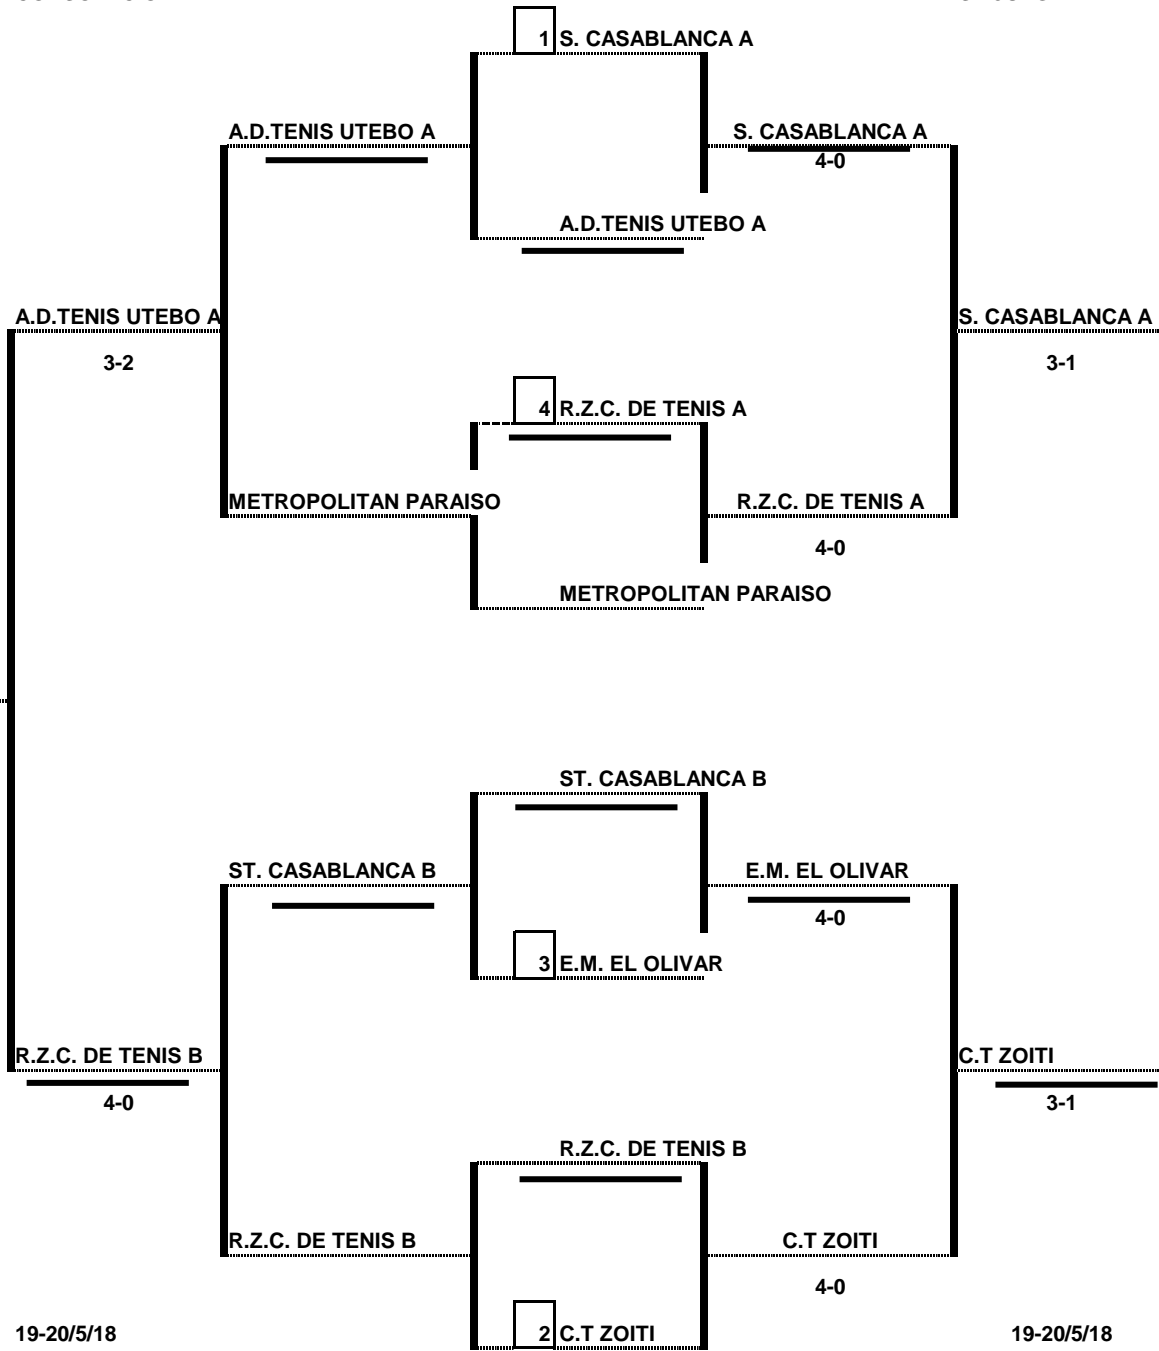 1 S. CASABLANCA A
A.D.TENIS UTEBO A
S. CASABLANCA A
4-0
A.D.TENIS UTEBO A
A.D.TENIS UTEBO A
S. CASABLANCA A
3-2
3-1
4 R.Z.C. DE TENIS A
METROPOLITAN PARAISO
R.Z.C. DE TENIS A
4-0
METROPOLITAN PARAISO
ST. CASABLANCA B
ST. CASABLANCA B
E.M. EL OLIVAR
4-0
3 E.M. EL OLIVAR
R.Z.C. DE TENIS B
C.T ZOITI
4-0
3-1
R.Z.C. DE TENIS B
R.Z.C. DE TENIS B
C.T ZOITI
4-0
19-20/5/18
2 C.T ZOITI
19-20/5/18